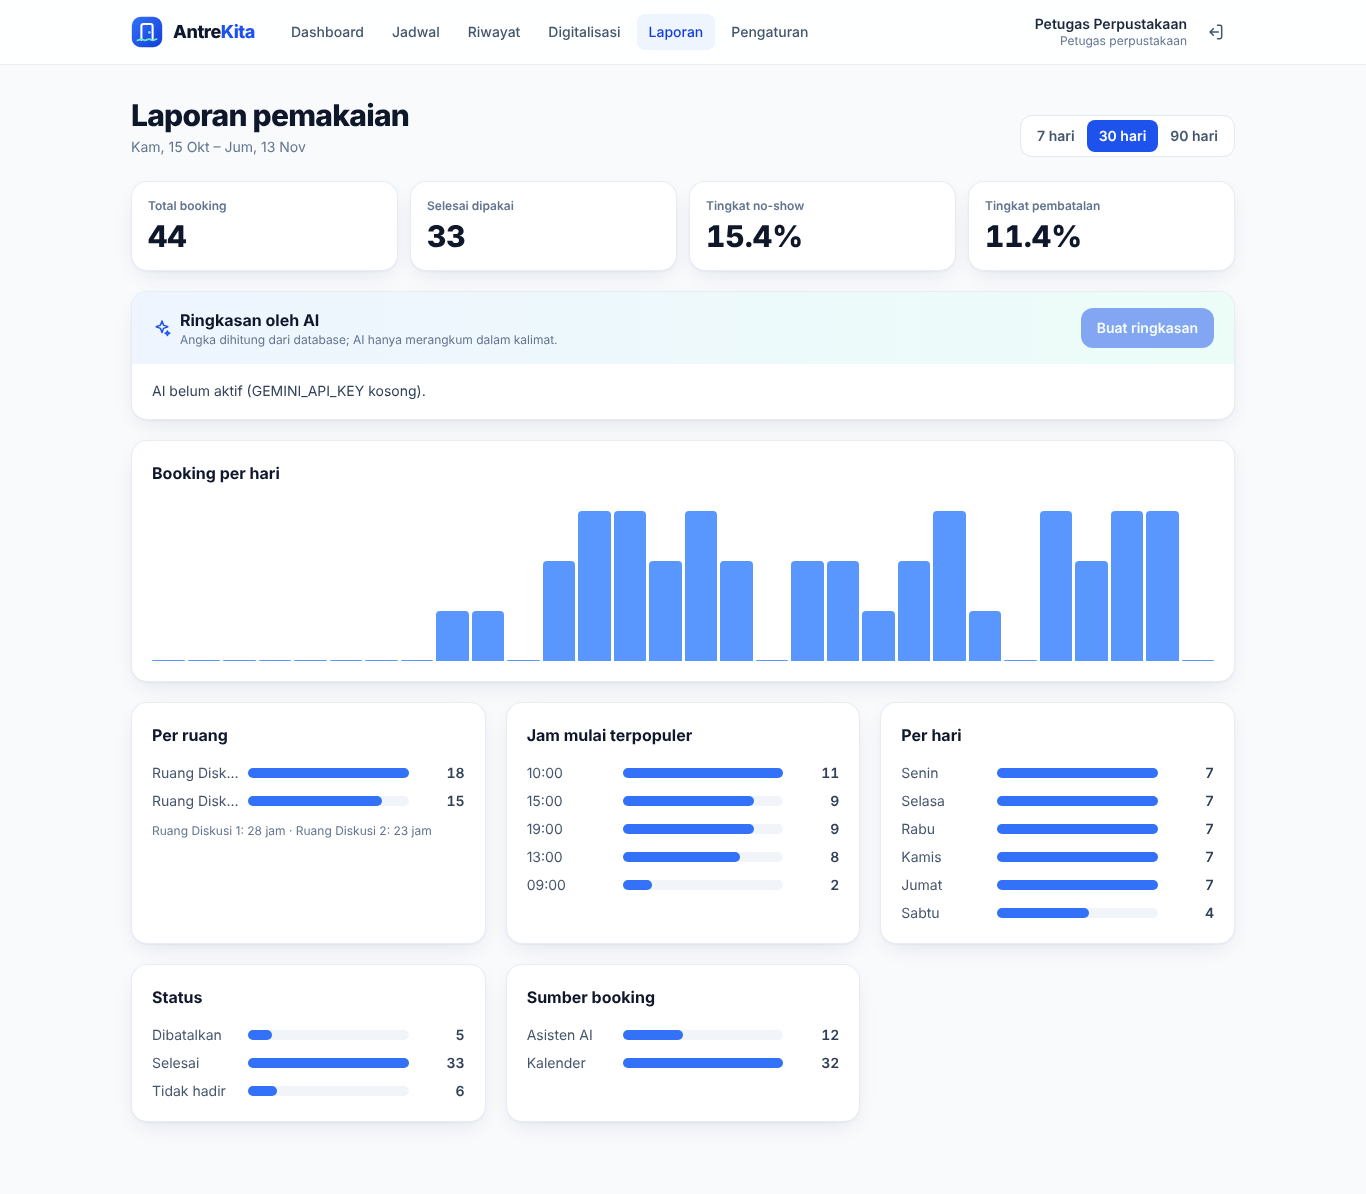 AntreKita
Dashboard
Jadwal
Riwayat
Digitalisasi
Laporan
Pengaturan
Petugas Perpustakaan
Petugas perpustakaan
Laporan pemakaian
Kam, 15 Okt – Jum, 13 Nov
7 hari
30 hari
90 hari
Total booking
44
Selesai dipakai
33
Tingkat no-show
15.4%
Tingkat pembatalan
11.4%
Ringkasan oleh AI
Angka dihitung dari database; AI hanya merangkum dalam kalimat.
Buat ringkasan
AI belum aktif (GEMINI_API_KEY kosong).
Booking per hari
Per ruang
Ruang Disk... 18
Ruang Disk... 15
Ruang Diskusi 1: 28 jam · Ruang Diskusi 2: 23 jam
Jam mulai terpopuler
10:00 11
15:00 9
19:00 9
13:00 8
09:00 2
Per hari
Senin 7
Selasa 7
Rabu 7
Kamis 7
Jumat 7
Sabtu 4
Status
Dibatalkan 5
Selesai 33
Tidak hadir 6
Sumber booking
Asisten AI 12
Kalender 32